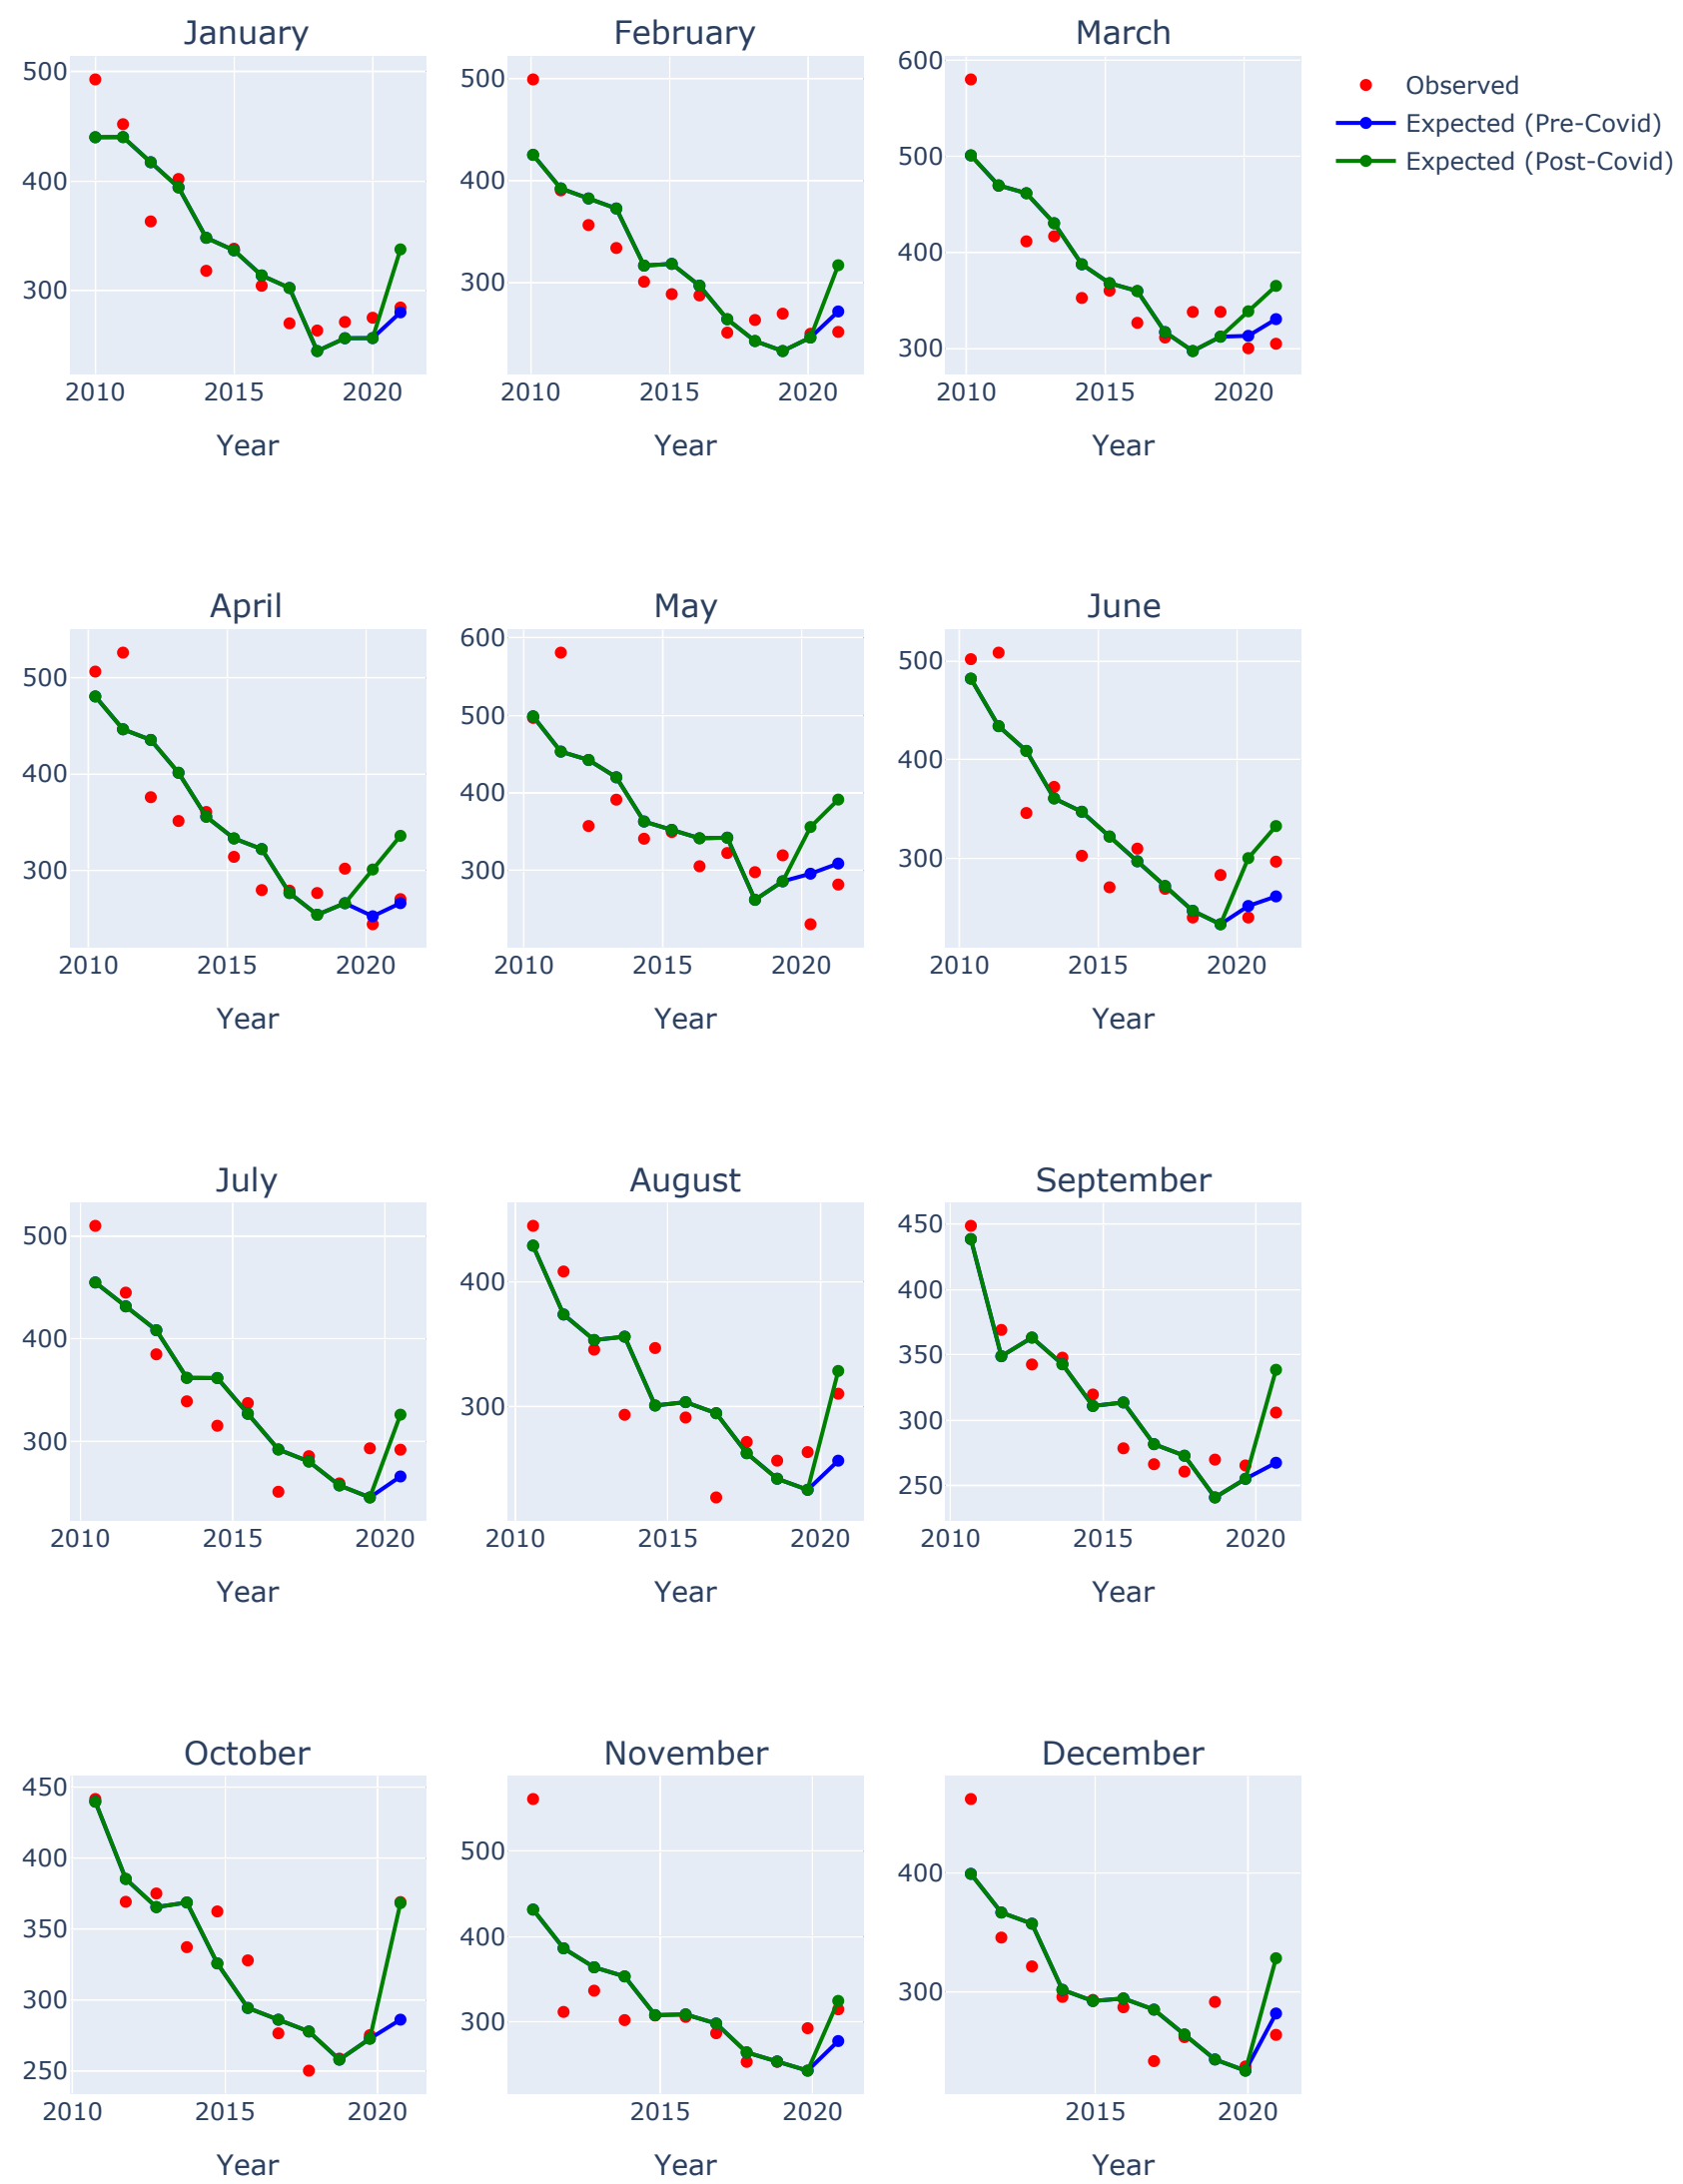 January
February
March
500
400
300
2010
2015
2020
Year
500
400
300
2010
2015
2020
Year
600
500
400
300
2010
2015
2020
Year
Observed
Expected (Pre-Covid)
Expected (Post-Covid)
April
May
June
500
400
300
2010
2015
2020
Year
600
500
400
300
2010
2015
2020
Year
500
400
300
2010
2015
2020
Year
July
August
September
500
400
300
2010
2015
2020
Year
400
300
2010
2015
2020
Year
450
400
350
300
250
2010
2015
2020
Year
October
November
December
450
400
350
300
250
2010
2015
2020
Year
500
400
300
2015
2020
Year
400
300
2015
2020
Year